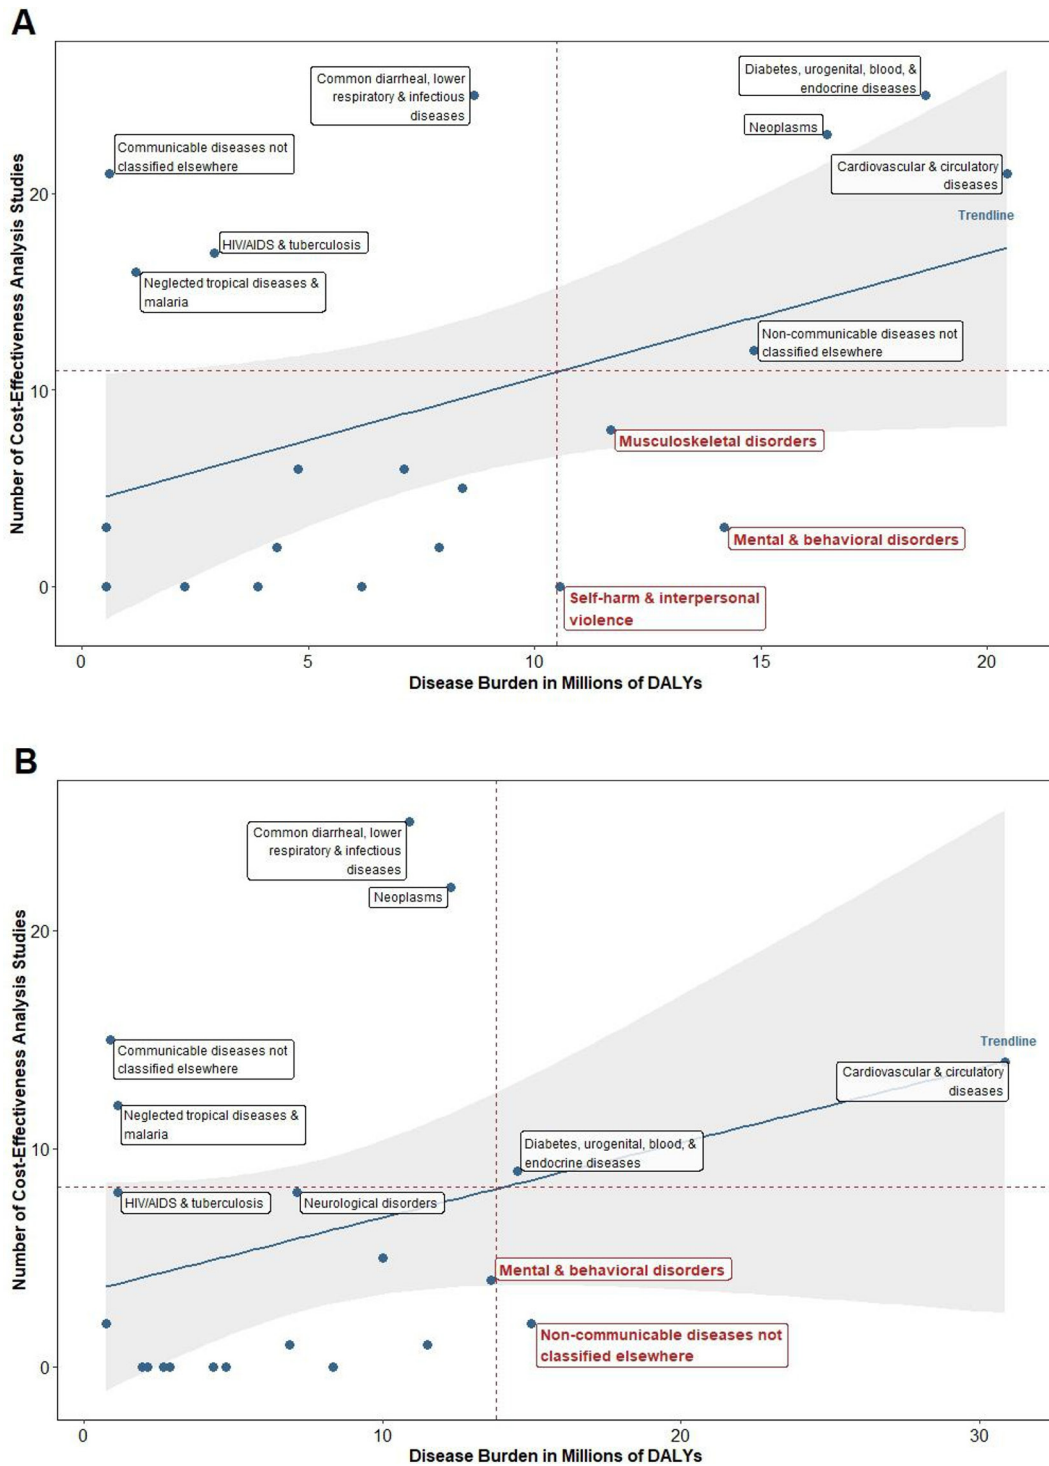 A
Number of Cost-Effectiveness Analysis Studies
20
10
0
Common diarrheal, lower
respiratory & infectious
diseases
Diabetes, urogenital, blood, &
endocrine diseases
Neoplasms
Communicable diseases not
classified elsewhere
Cardiovascular & circulatory
diseases
Trendline
HIV/AIDS & tuberculosis
Neglected tropical diseases &
malaria
Non-communicable diseases not
classified elsewhere
Musculoskeletal disorders
Mental & behavioral disorders
Self-harm & interpersonal
violence
0 5 10 15 20
Disease Burden in Millions of DALYs
B
Number of Cost-Effectiveness Analysis Studies
20
10
0
Common diarrheal, lower
respiratory & infectious
diseases
Neoplasms
Communicable diseases not
classified elsewhere
Trendline
Cardiovascular & circulatory
diseases
Neglected tropical diseases &
malaria
Diabetes, urogenital, blood, &
endocrine diseases
HIV/AIDS & tuberculosis
Neurological disorders
Mental & behavioral disorders
Non-communicable diseases not
classified elsewhere
0 10 20 30
Disease Burden in Millions of DALYs